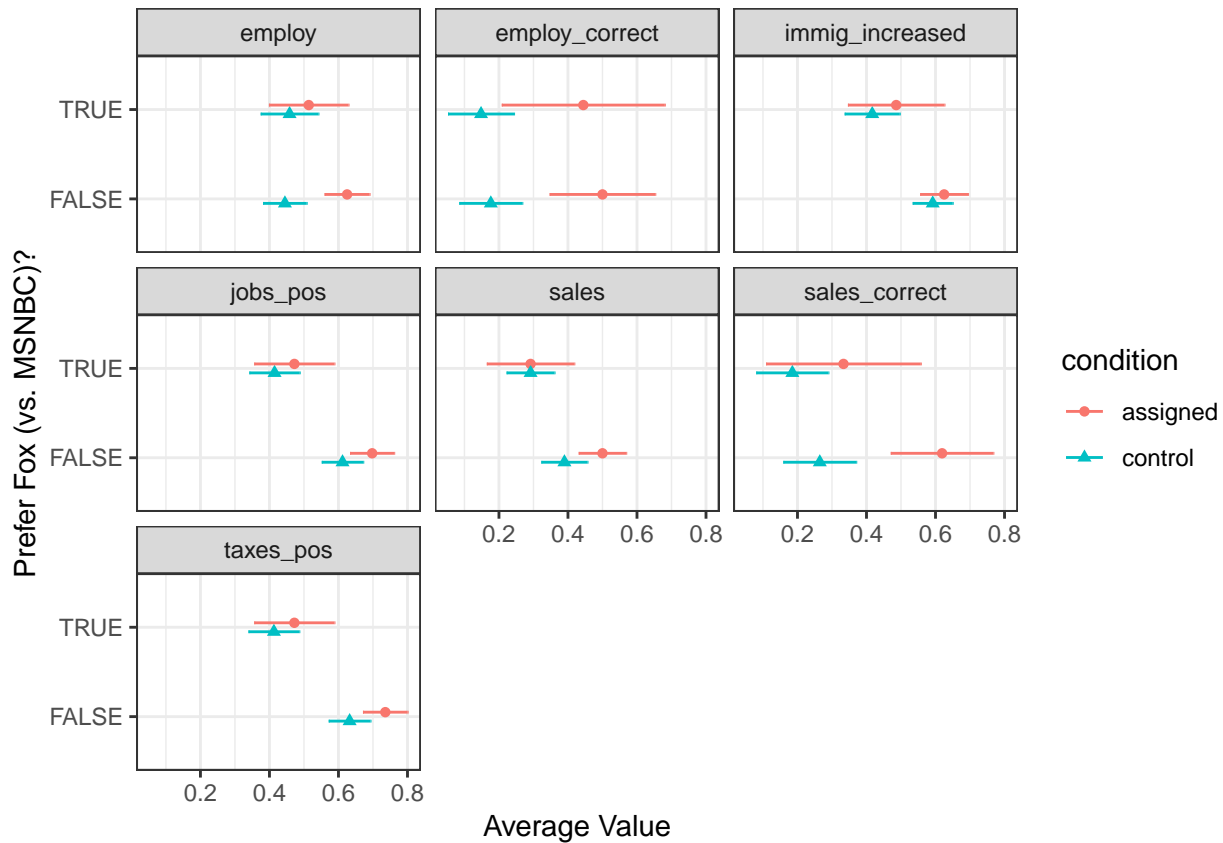 employ
employ_correct
immig_increased
TRUE
FALSE
jobs_pos
sales
sales_correct
TRUE
FALSE
0.2 0.4 0.6 0.8
0.2 0.4 0.6 0.8
taxes_pos
TRUE
FALSE
0.2 0.4 0.6 0.8
Average Value
Prefer Fox (vs. MSNBC)?
condition
assigned
control